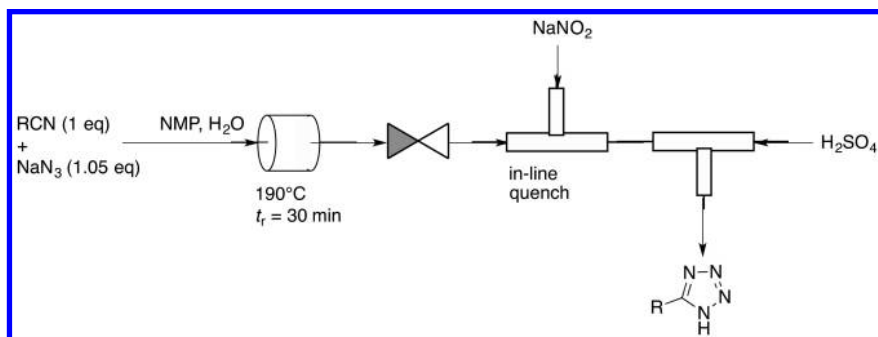 NaNO₂
RCN (1 eq)
+
NaN₃ (1.05 eq)
NMP, H₂O
190°C
tᵣ = 30 min
in-line
quench
H₂SO₄
N N
N
R N
H